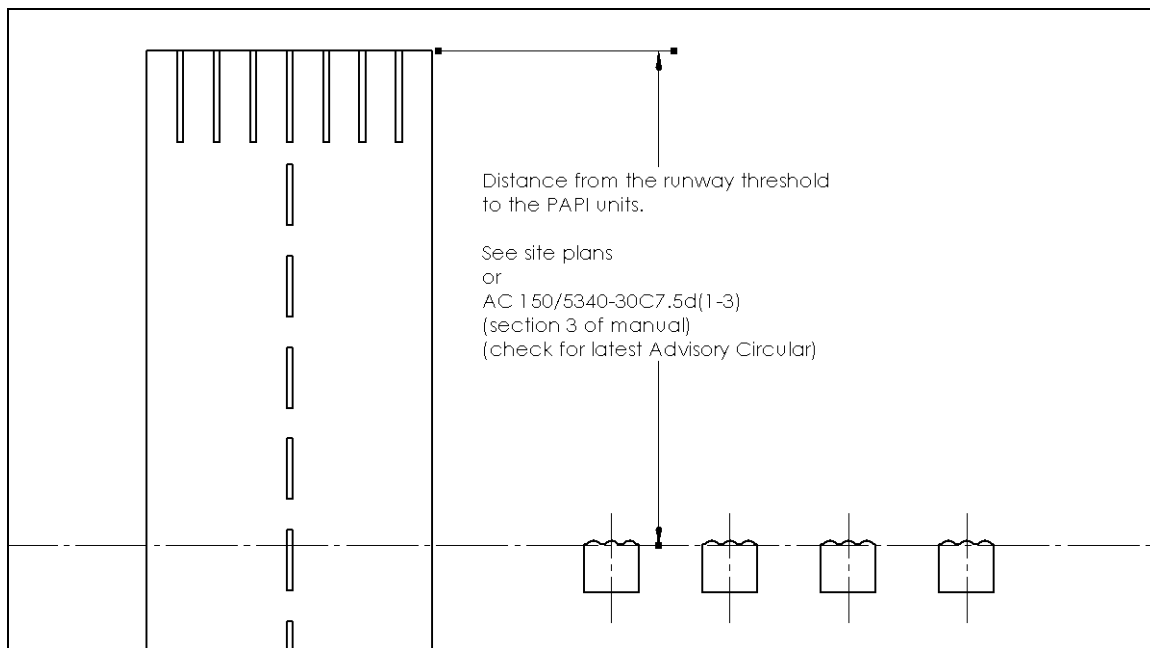 Distance from the runway threshold
to the PAPI units.
See site plans
or
AC 150/5340-30C7.5d(1-3)
(section 3 of manual)
(check for latest Advisory Circular)